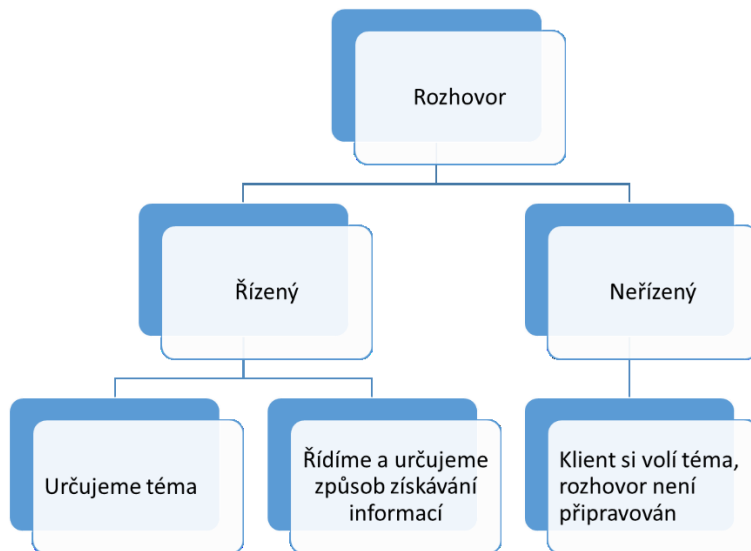 Rozhovor
Řízený
Neřízený
Určujeme téma
Řídíme a určujeme
způsob získávání
informací
Klient si volí téma,
rozhovor není
připravován